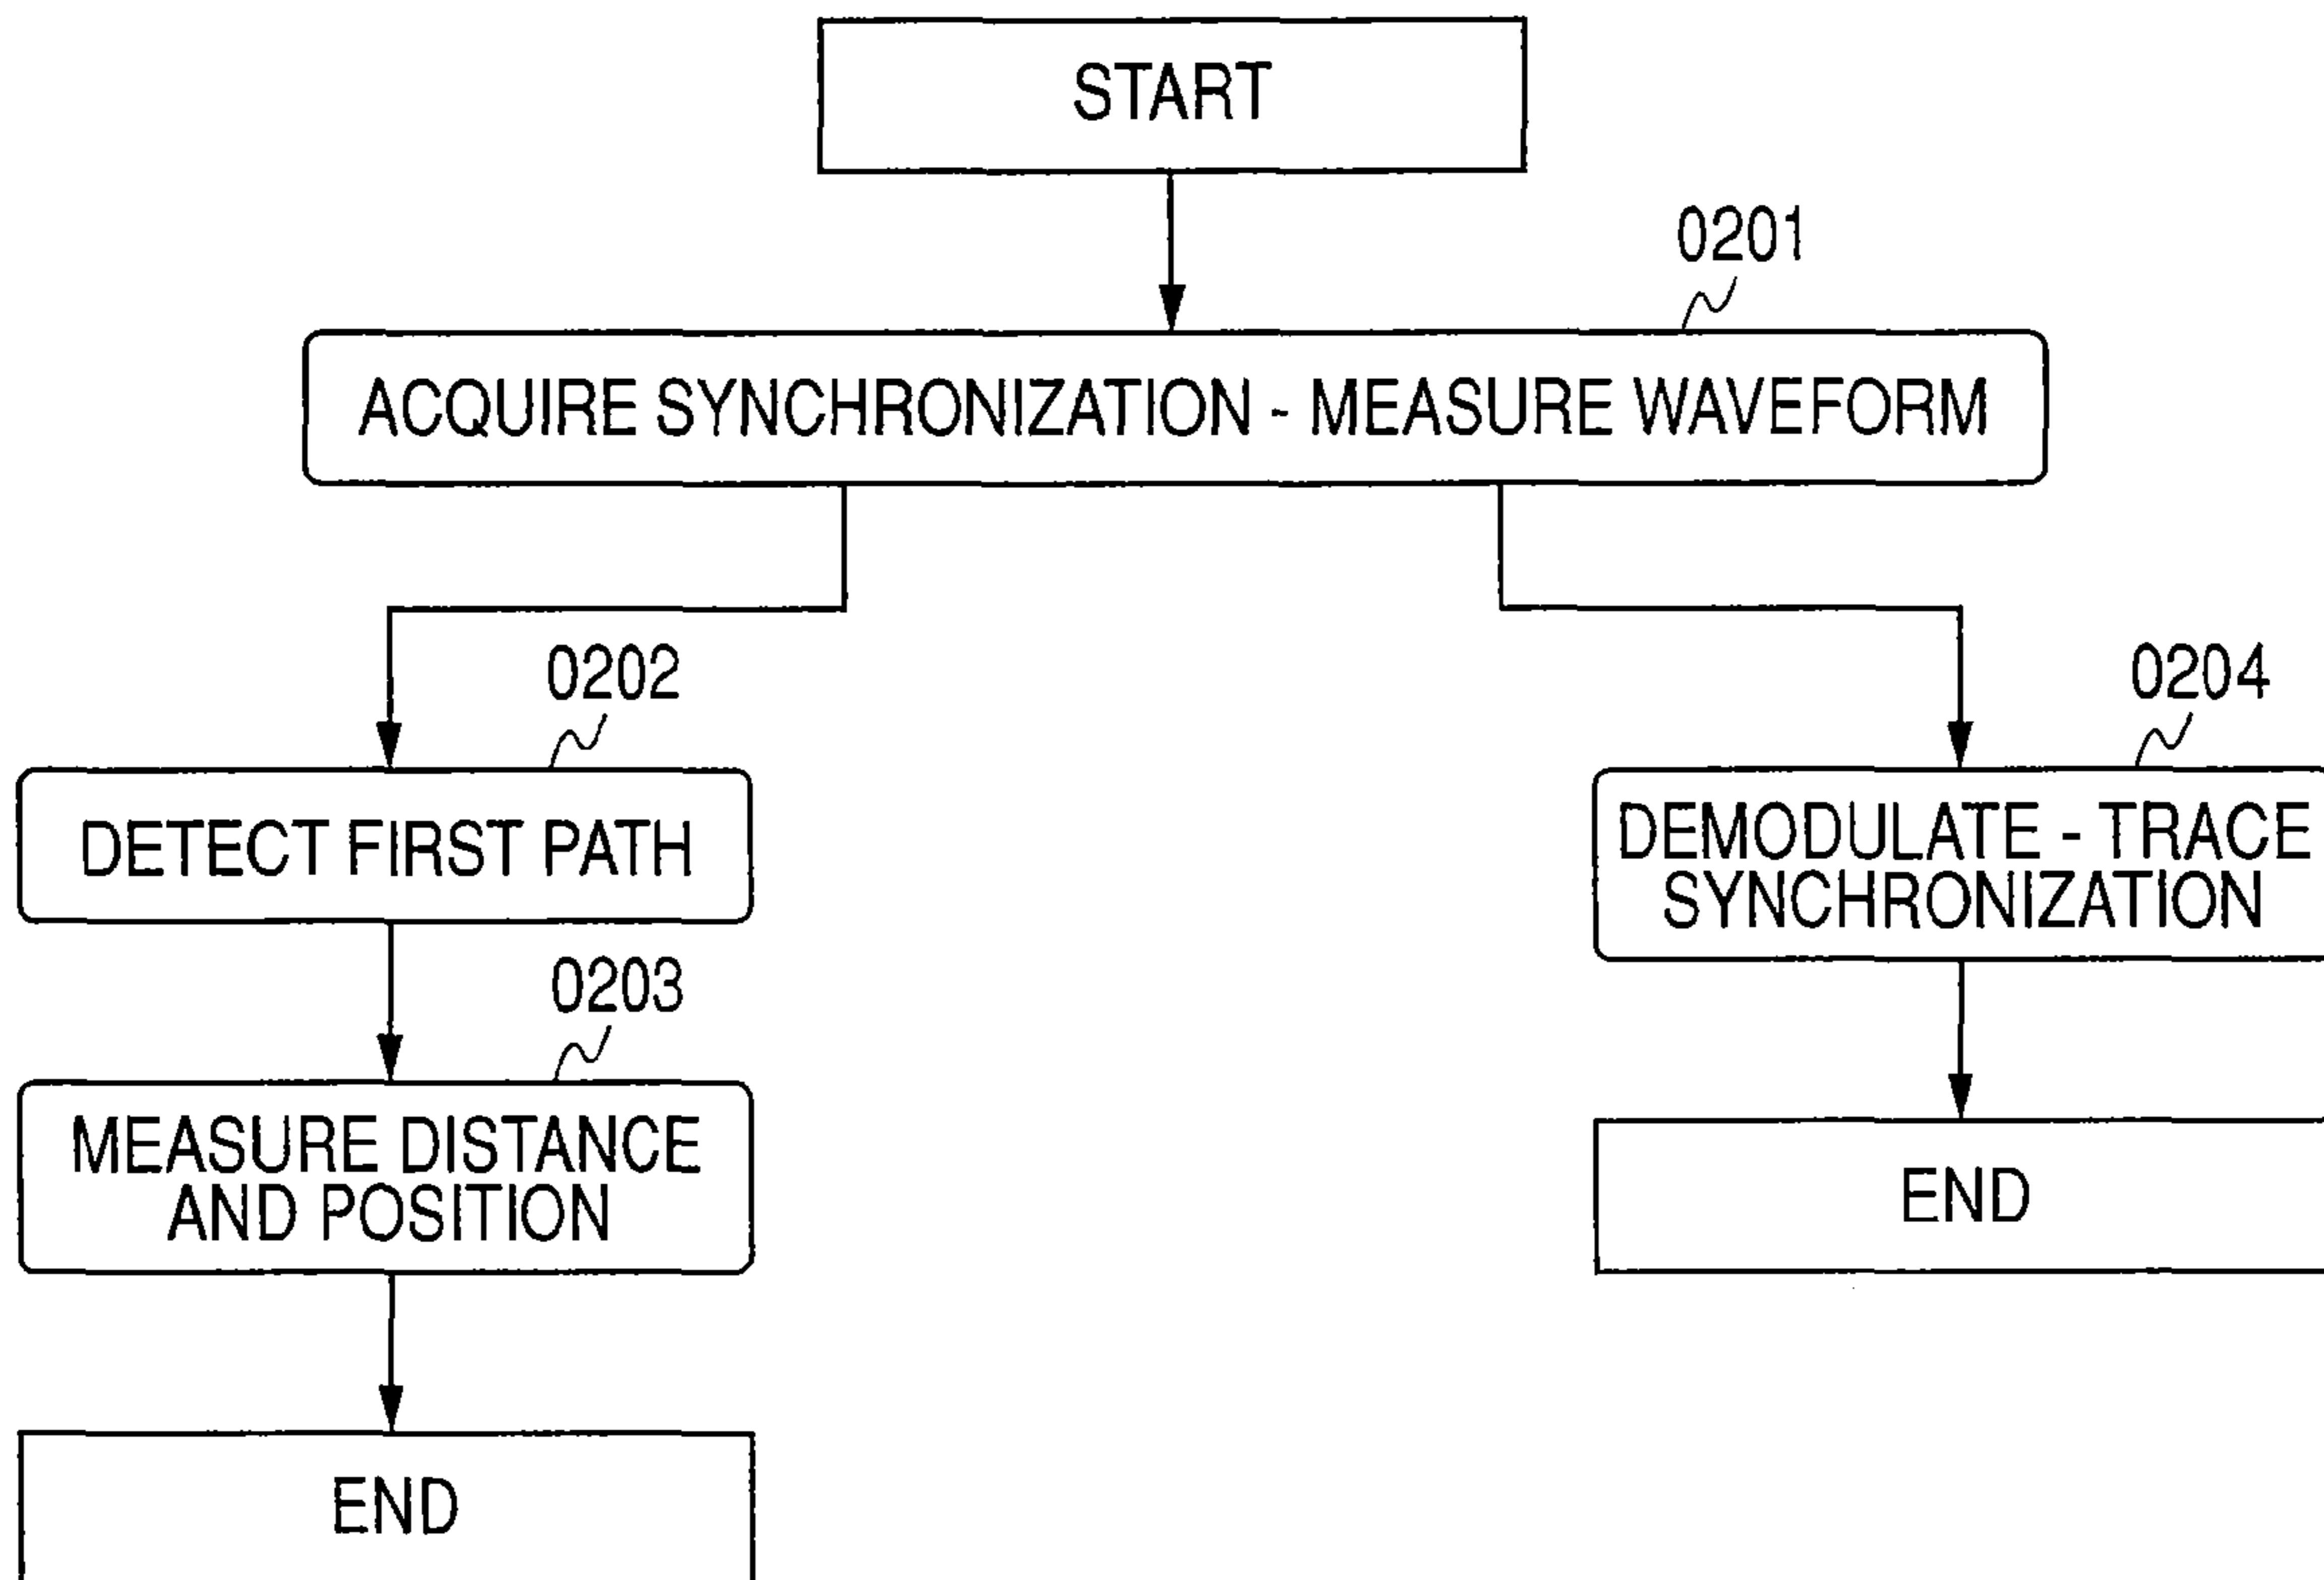 START
0201
ACQUIRE SYNCHRONIZATION - MEASURE WAVEFORM
0202
DETECT FIRST PATH
0203
MEASURE DISTANCE
AND POSITION
END
0204
DEMODULATE - TRACE
SYNCHRONIZATION
END